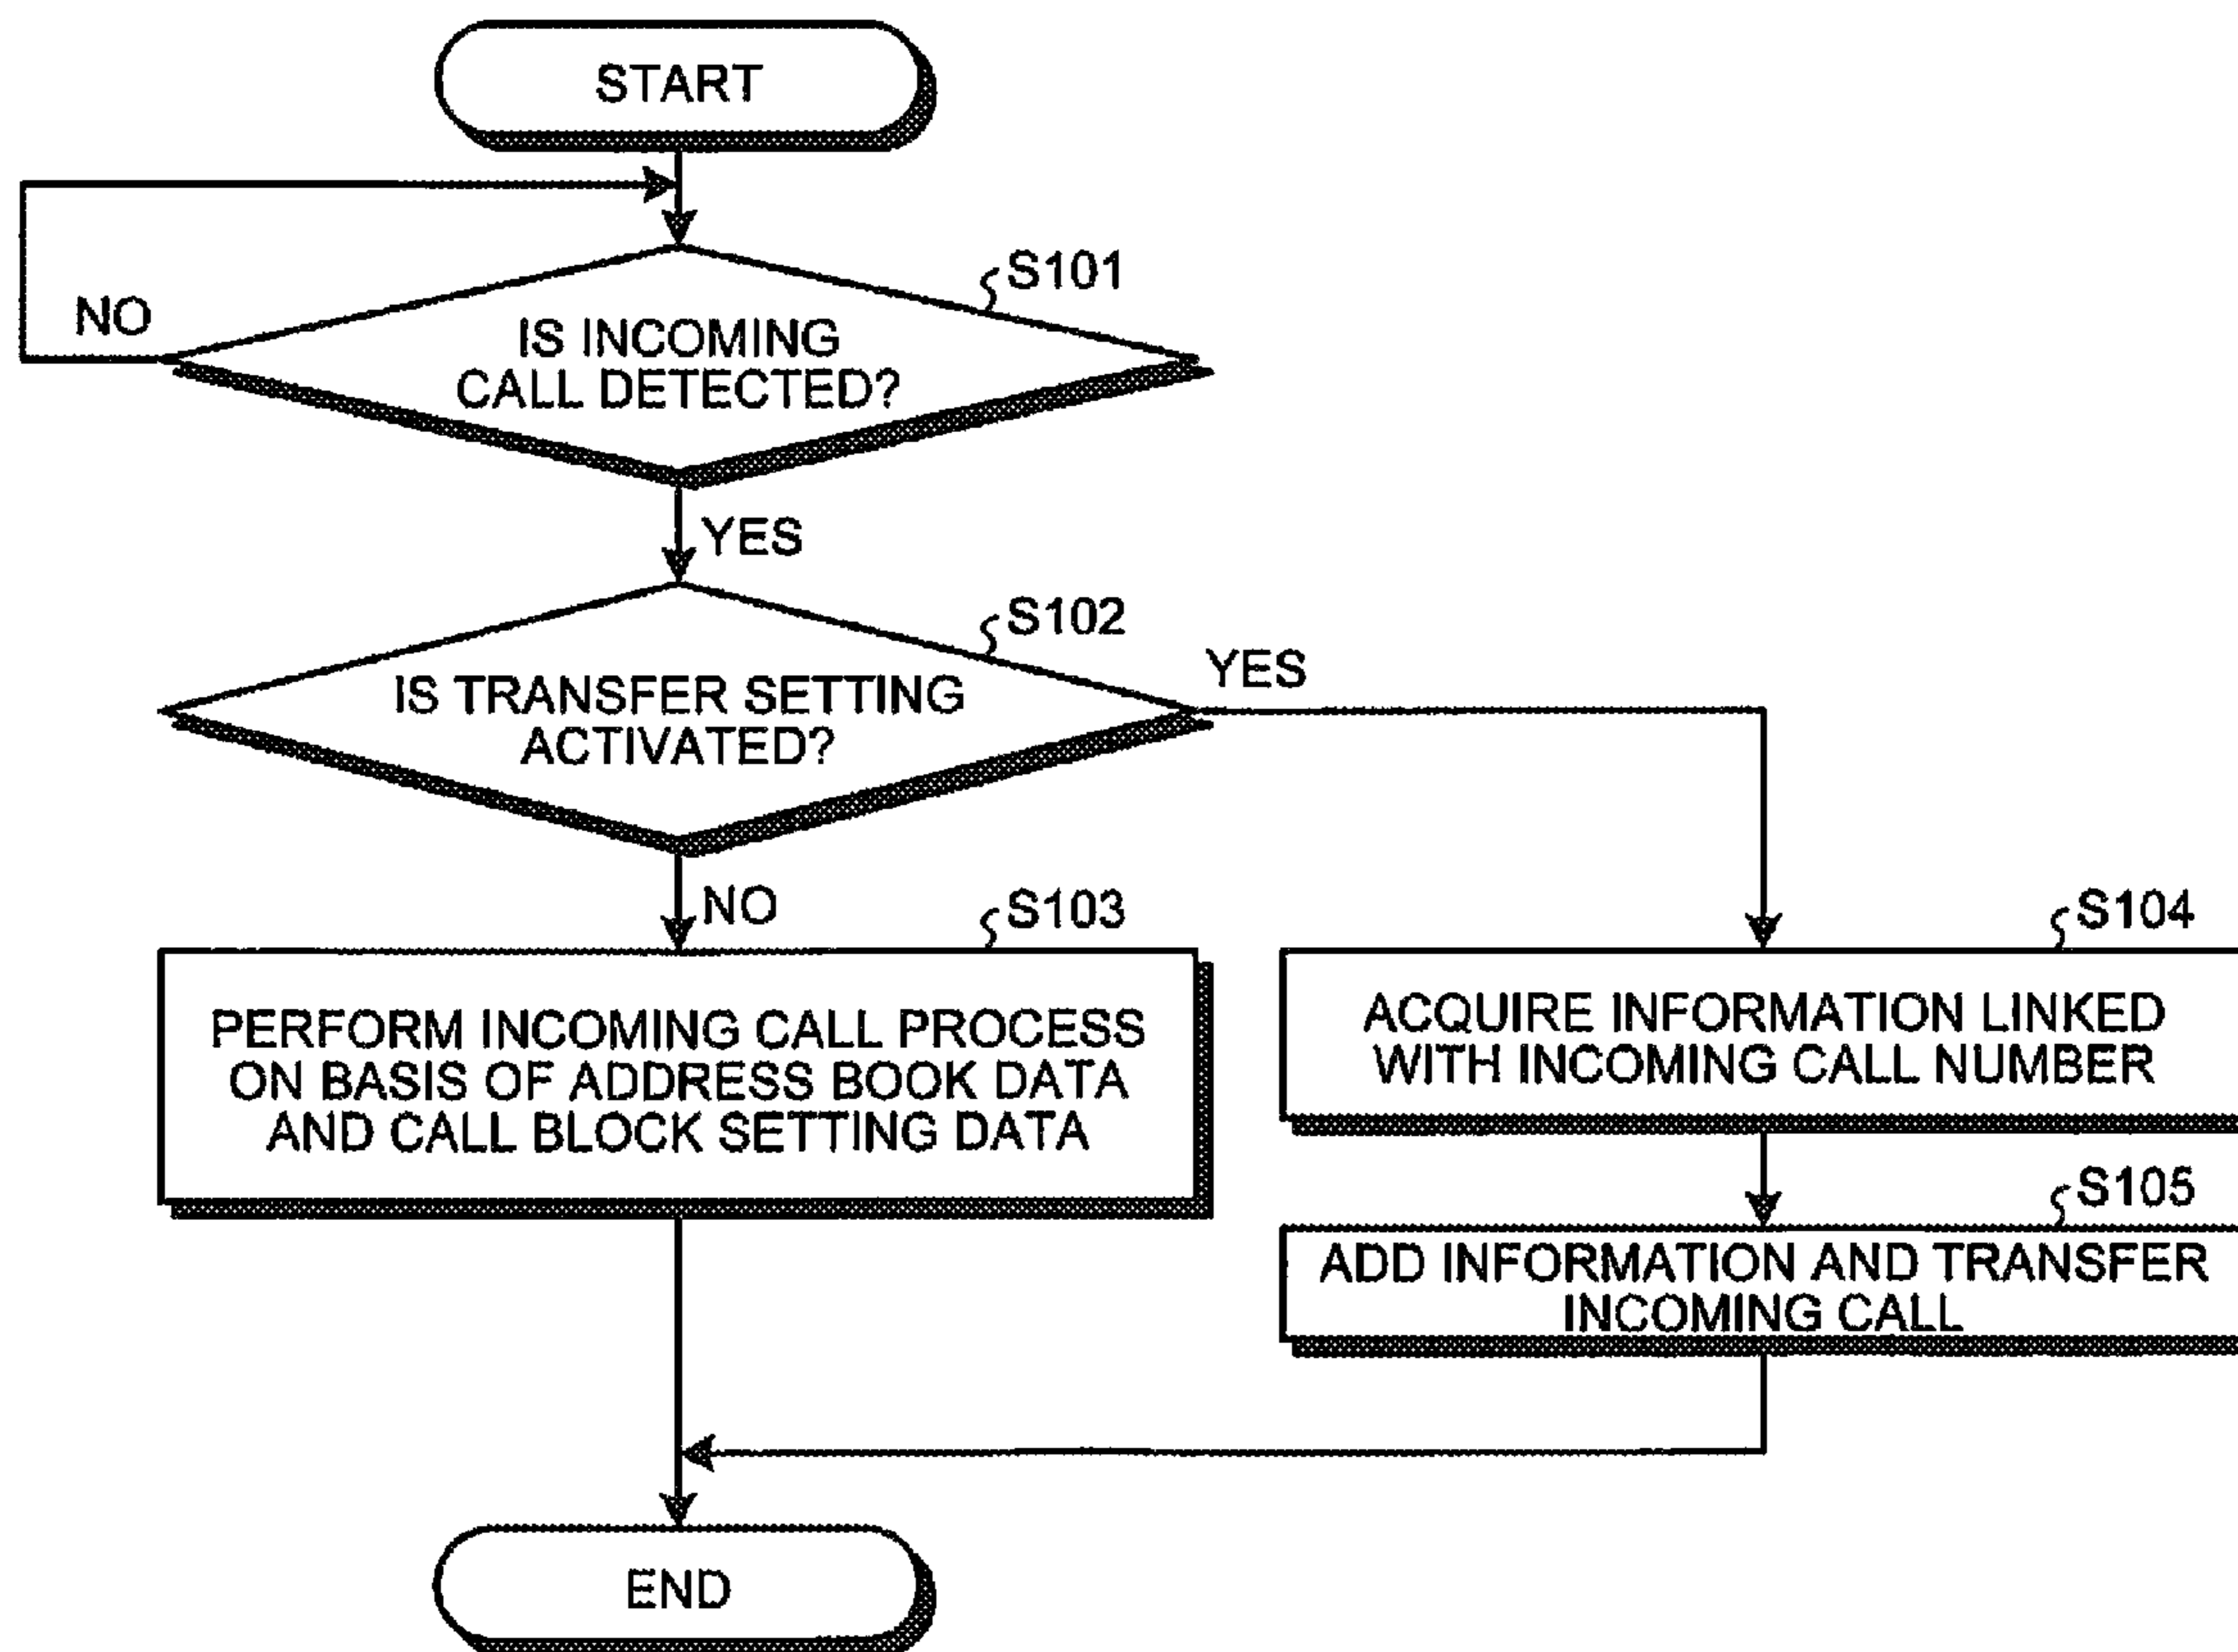 START
S101
NO
IS INCOMING
CALL DETECTED?
YES
S102
YES
IS TRANSFER SETTING
ACTIVATED?
NO
S103
S104
PERFORM INCOMING CALL PROCESS
ON BASIS OF ADDRESS BOOK DATA
AND CALL BLOCK SETTING DATA
ACQUIRE INFORMATION LINKED
WITH INCOMING CALL NUMBER
S105
ADD INFORMATION AND TRANSFER
INCOMING CALL
END